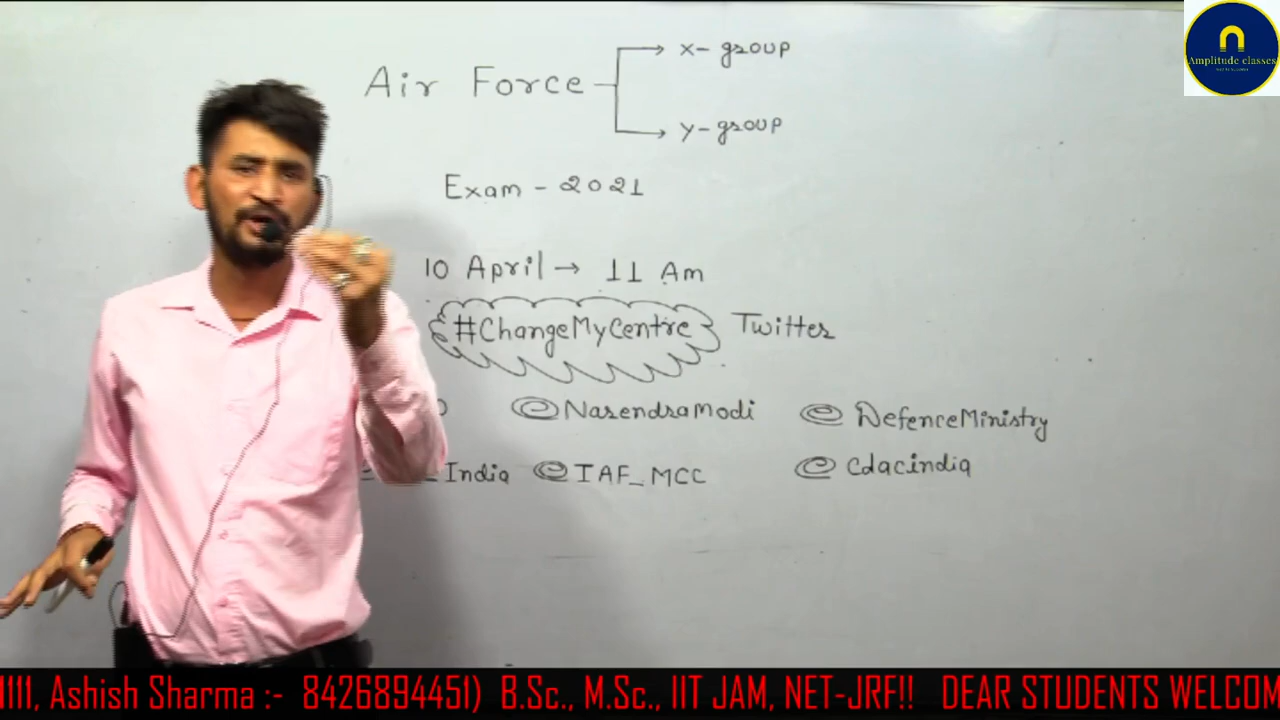 Air Force
x- group
y- group
Exam - 2021
10 April → 11 Am
#ChangeMyCentre Twitter
@NarendraModi @DefenceMinistry
India @IAF_MCC @Cdacindia
Amplitude classes
1111, Ashish Sharma :- 8426894451) B.Sc., M.Sc., IIT JAM, NET-JRF!! DEAR STUDENTS WELCOM